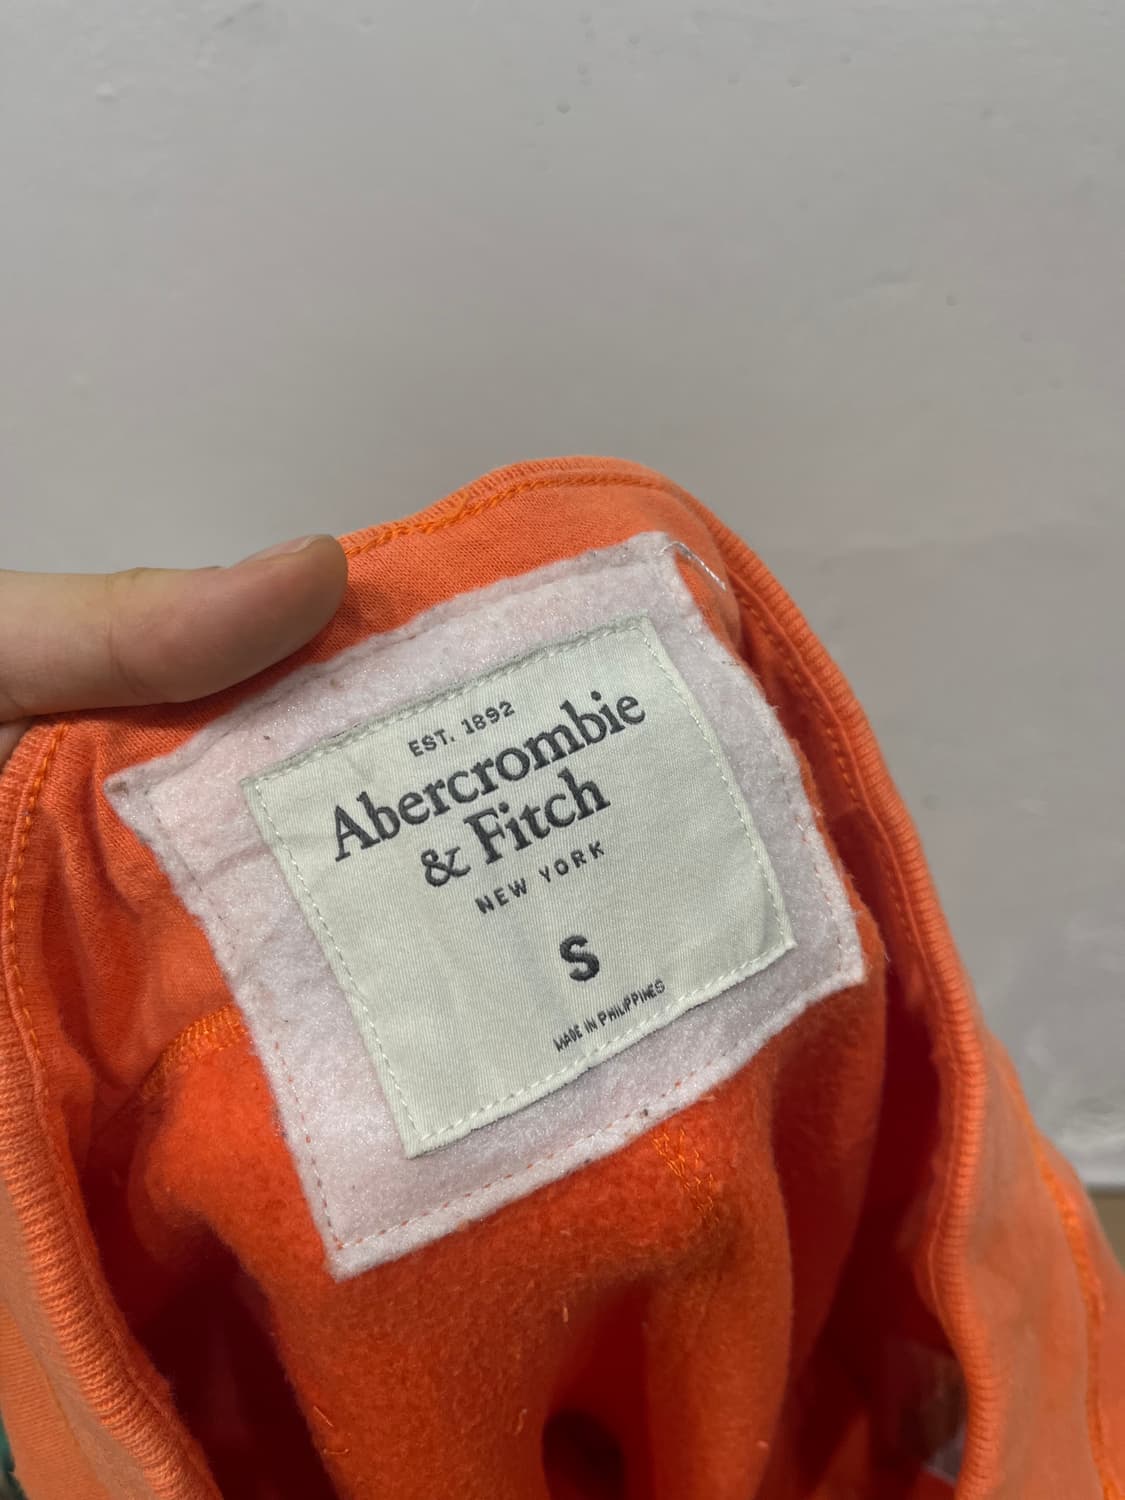 EST. 1892
Abercrombie
& Fitch
NEW YORK
S
MADE IN PHILIPPINES